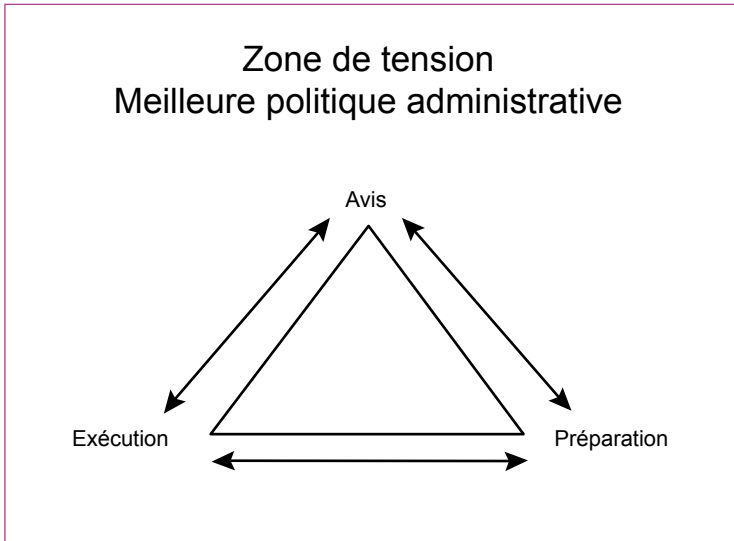 Zone de tension
Meilleure politique administrative
Avis
Exécution
Préparation